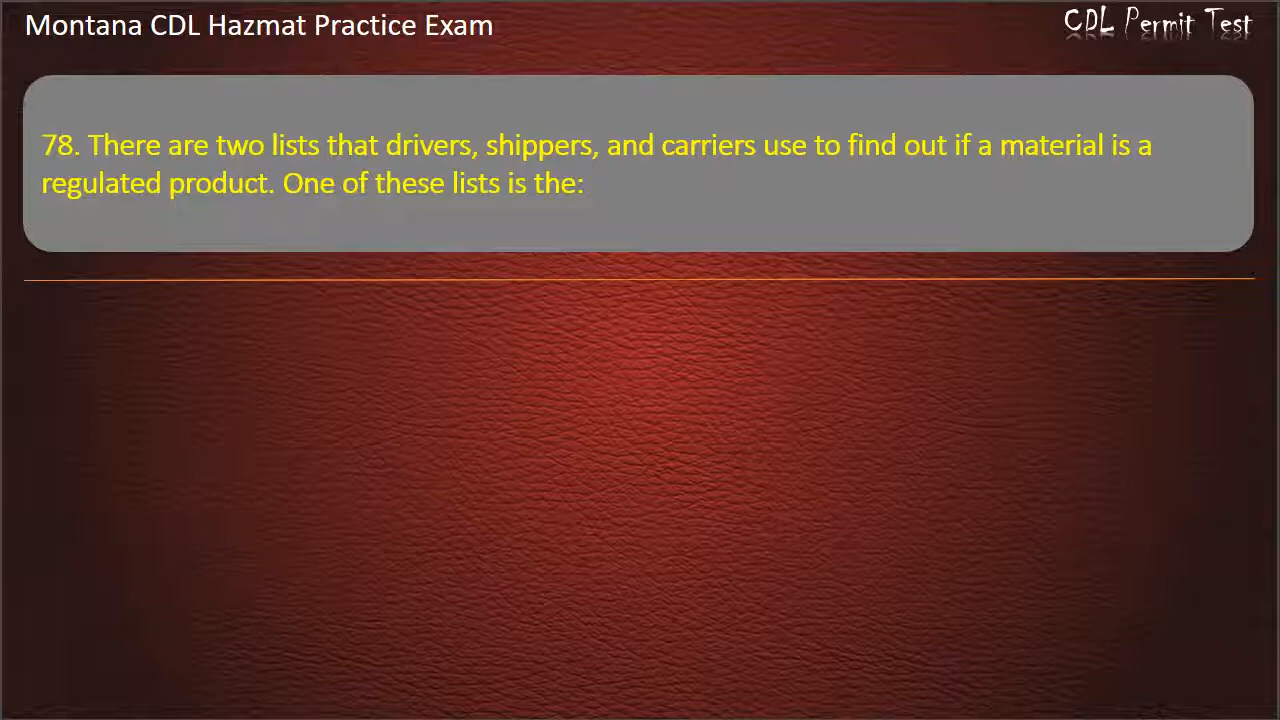 Montana CDL Hazmat Practice Exam
CDL Permit Test
78. There are two lists that drivers, shippers, and carriers use to find out if a material is a
regulated product. One of these lists is the: